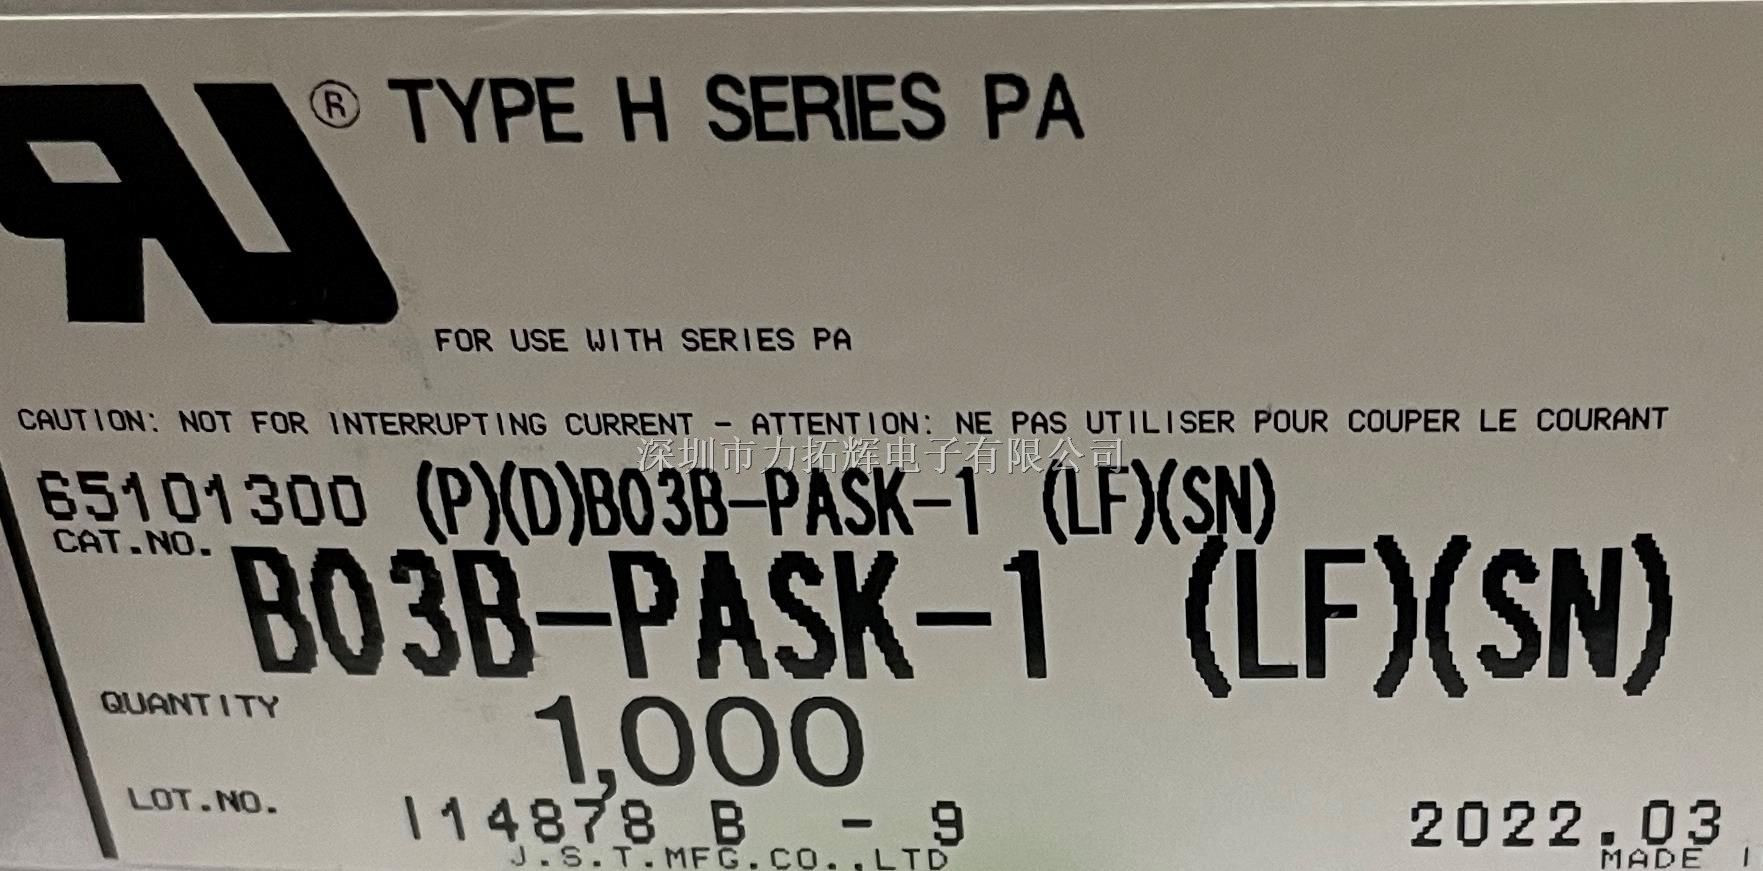 ® TYPE H SERIES PA
FOR USE WITH SERIES PA
CAUTION: NOT FOR INTERRUPTING CURRENT - ATTENTION: NE PAS UTILISER POUR COUPER LE COURANT
深圳市力拓辉电子有限公司
65101300 (P)(D)B03B-PASK-1 (LF)(SN)
CAT.NO.
B03B-PASK-1 (LF)(SN)
QUANTITY 1,000
LOT.NO. I14878 B - 9 2022.03
J.S.T.MFG.CO.,LTD MADE